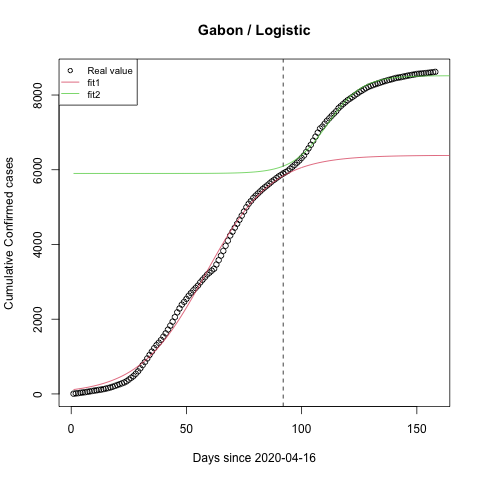 Gabon / Logistic
Real value
fit1
fit2
8000
6000
4000
2000
0
Cumulative Confirmed cases
0 50 100 150
Days since 2020-04-16